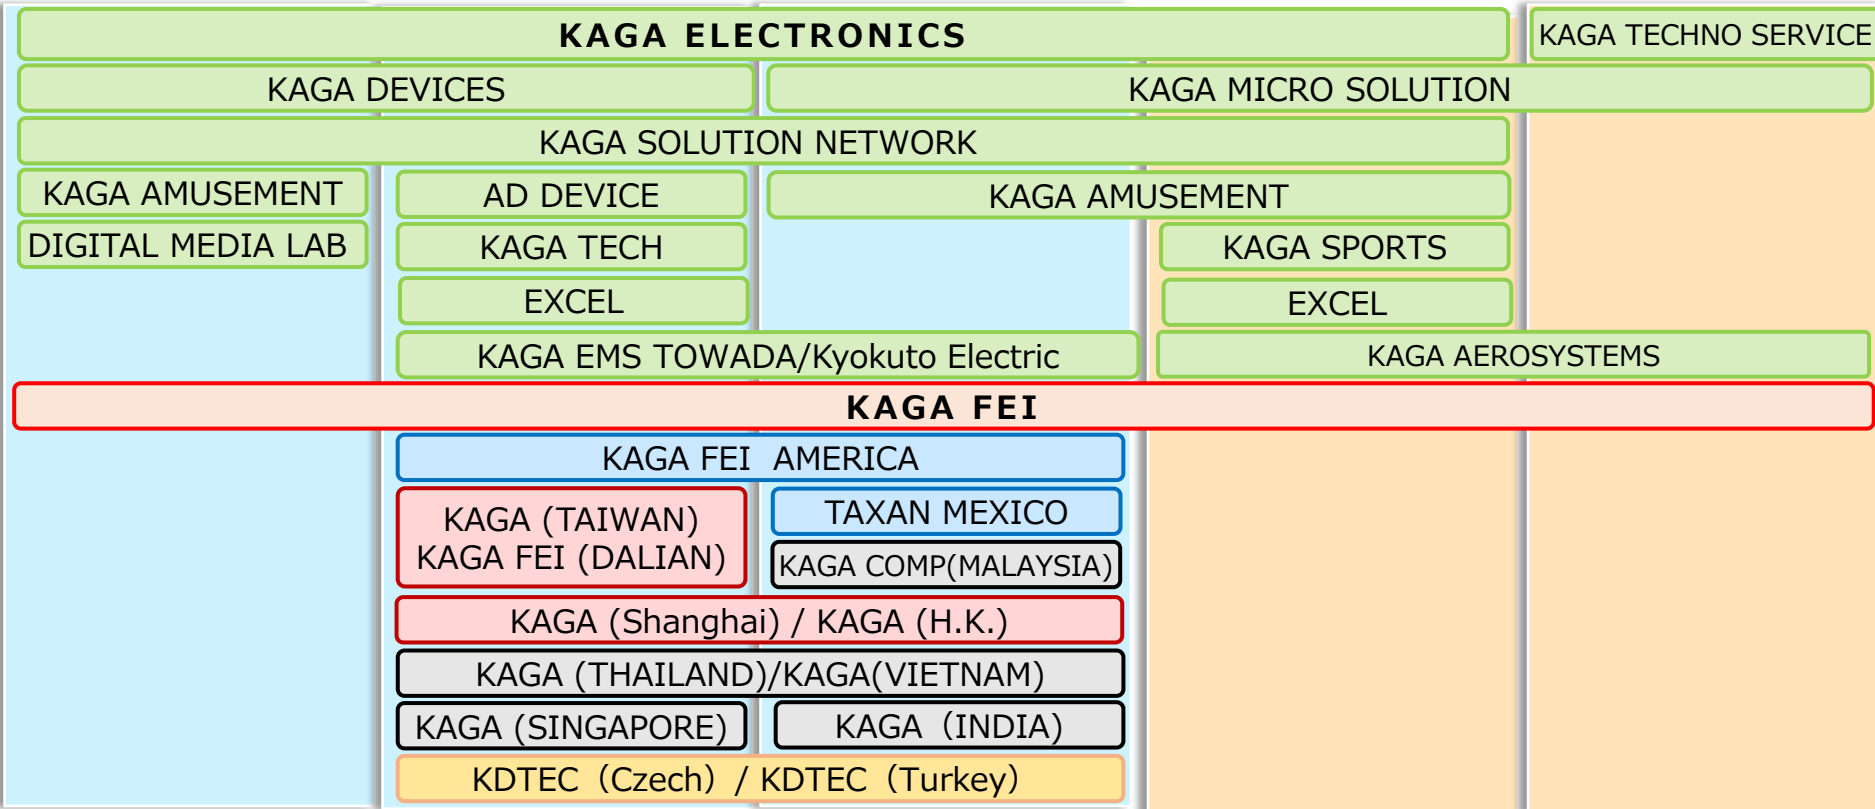 KAGA ELECTRONICS
KAGA TECHNO SERVICE
KAGA DEVICES
KAGA MICRO SOLUTION
KAGA SOLUTION NETWORK
KAGA AMUSEMENT
AD DEVICE
KAGA AMUSEMENT
DIGITAL MEDIA LAB
KAGA TECH
KAGA SPORTS
EXCEL
EXCEL
KAGA EMS TOWADA/Kyokuto Electric
KAGA AEROSYSTEMS
KAGA FEI
KAGA FEI AMERICA
KAGA (TAIWAN)
KAGA FEI (DALIAN)
TAXAN MEXICO
KAGA COMP(MALAYSIA)
KAGA (Shanghai) / KAGA (H.K.)
KAGA (THAILAND)/KAGA(VIETNAM)
KAGA (SINGAPORE)
KAGA（INDIA)
KDTEC（Czech）/ KDTEC（Turkey）